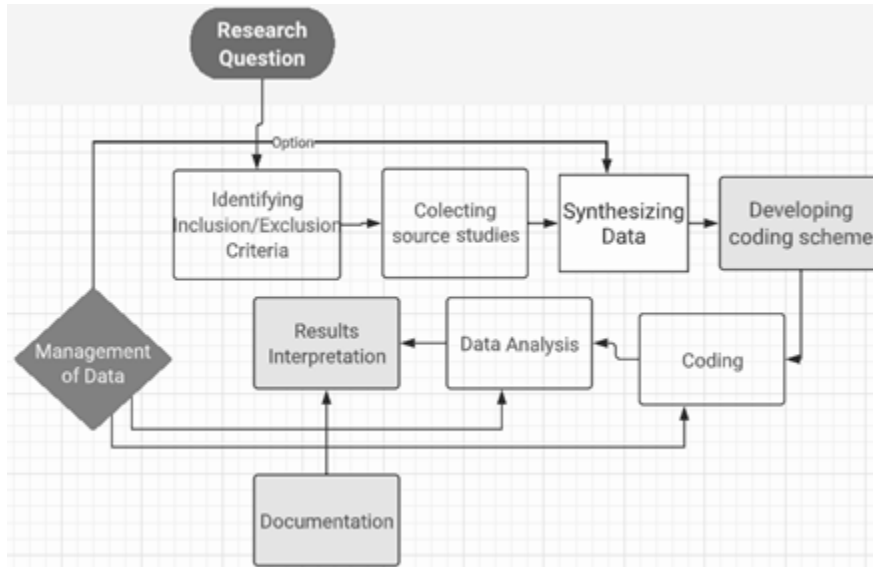 Research
Question
Option
Identifying
Inclusion/Exclusion
Criteria
Colecting
source studies
Synthesizing
Data
Developing
coding scheme
Management
of Data
Results
Interpretation
Data Analysis
Coding
Documentation